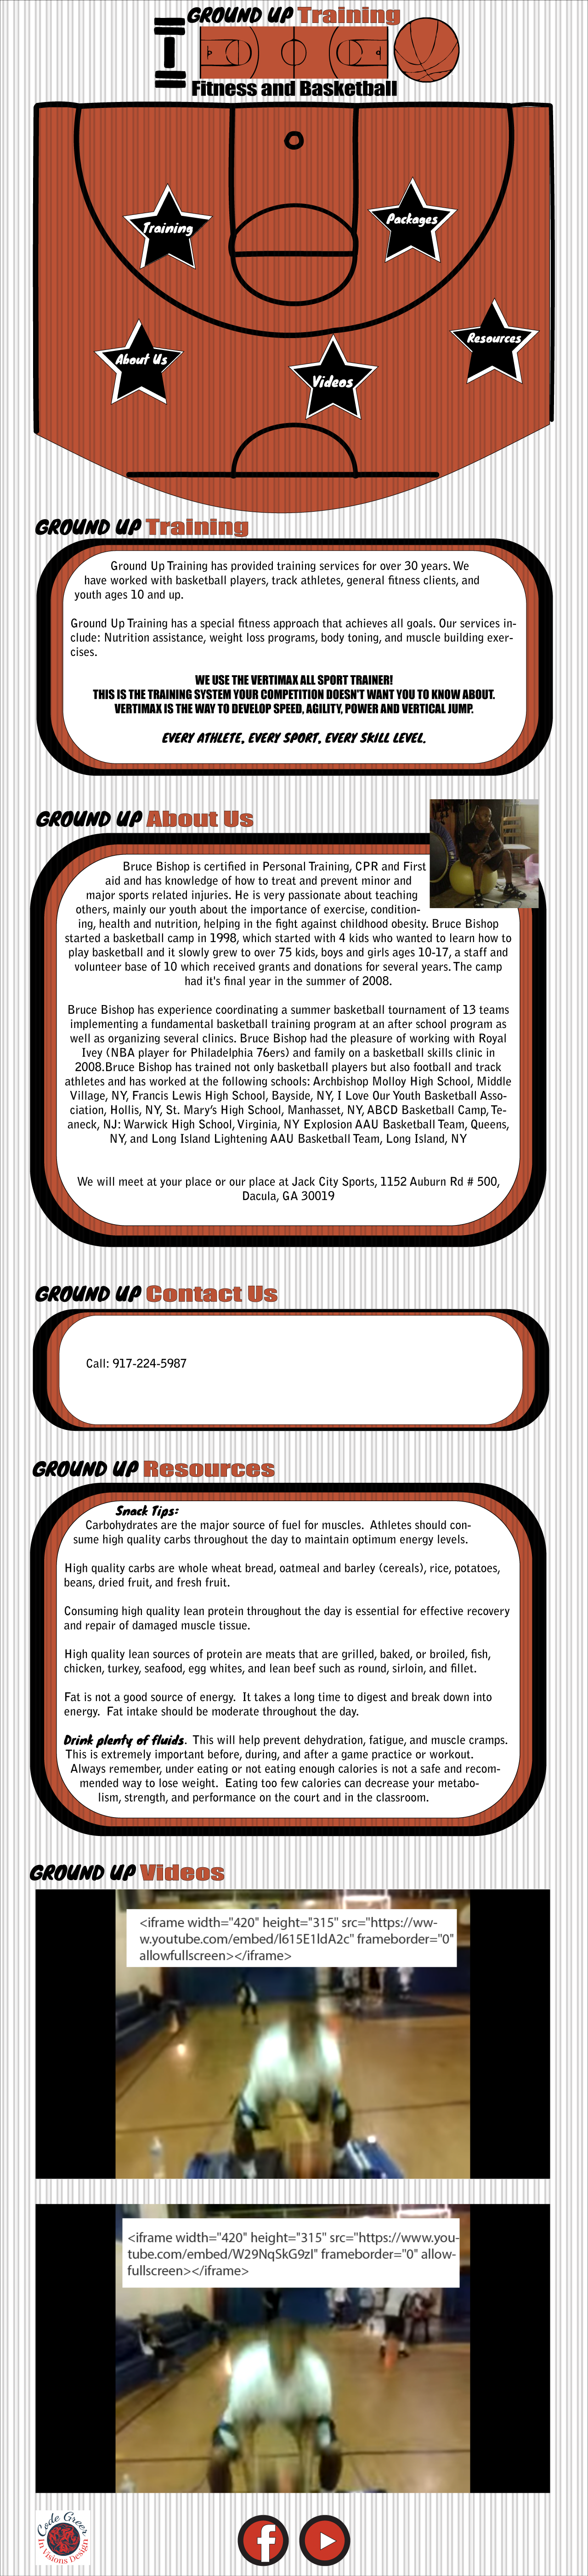 GROUND UP Training
Fitness and Basketball
Training
Packages
About Us
Videos
Resources
GROUND UP Training
Ground Up Training has provided training services for over 30 years. We
have worked with basketball players, track athletes, general fitness clients, and
youth ages 10 and up.
Ground Up Training has a special fitness approach that achieves all goals. Our services in-
clude: Nutrition assistance, weight loss programs, body toning, and muscle building exer-
cises.
WE USE THE VERTIMAX ALL SPORT TRAINER!
THIS IS THE TRAINING SYSTEM YOUR COMPETITION DOESN'T WANT YOU TO KNOW ABOUT.
VERTIMAX IS THE WAY TO DEVELOP SPEED, AGILITY, POWER AND VERTICAL JUMP.
EVERY ATHLETE, EVERY SPORT, EVERY SKILL LEVEL.
GROUND UP About Us
Bruce Bishop is certified in Personal Training, CPR and First
aid and has knowledge of how to treat and prevent minor and
major sports related injuries. He is very passionate about teaching
others, mainly our youth about the importance of exercise, condition-
ing, health and nutrition, helping in the fight against childhood obesity. Bruce Bishop
started a basketball camp in 1998, which started with 4 kids who wanted to learn how to
play basketball and it slowly grew to over 75 kids, boys and girls ages 10-17, a staff and
volunteer base of 10 which received grants and donations for several years. The camp
had it's final year in the summer of 2008.
Bruce Bishop has experience coordinating a summer basketball tournament of 13 teams
implementing a fundamental basketball training program at an after school program as
well as organizing several clinics. Bruce Bishop had the pleasure of working with Royal
Ivey (NBA player for Philadelphia 76ers) and family on a basketball skills clinic in
2008.Bruce Bishop has trained not only basketball players but also football and track
athletes and has worked at the following schools: Archbishop Molloy High School, Middle
Village, NY, Francis Lewis High School, Bayside, NY, I Love Our Youth Basketball Asso-
ciation, Hollis, NY, St. Mary's High School, Manhasset, NY, ABCD Basketball Camp, Te-
aneck, NJ: Warwick High School, Virginia, NY Explosion AAU Basketball Team, Queens,
NY, and Long Island Lightening AAU Basketball Team, Long Island, NY
We will meet at your place or our place at Jack City Sports, 1152 Auburn Rd # 500,
Dacula, GA 30019
GROUND UP Contact Us
Call: 917-224-5987
GROUND UP Resources
Snack Tips:
Carbohydrates are the major source of fuel for muscles. Athletes should con-
sume high quality carbs throughout the day to maintain optimum energy levels.
High quality carbs are whole wheat bread, oatmeal and barley (cereals), rice, potatoes,
beans, dried fruit, and fresh fruit.
Consuming high quality lean protein throughout the day is essential for effective recovery
and repair of damaged muscle tissue.
High quality lean sources of protein are meats that are grilled, baked, or broiled, fish,
chicken, turkey, seafood, egg whites, and lean beef such as round, sirloin, and fillet.
Fat is not a good source of energy. It takes a long time to digest and break down into
energy. Fat intake should be moderate throughout the day.
Drink plenty of fluids. This will help prevent dehydration, fatigue, and muscle cramps.
This is extremely important before, during, and after a game practice or workout.
Always remember, under eating or not eating enough calories is not a safe and recom-
mended way to lose weight. Eating too few calories can decrease your metabo-
lism, strength, and performance on the court and in the classroom.
GROUND UP Videos
<iframe width="420" height="315" src="https://ww-
w.youtube.com/embed/l615E1ldA2c" frameborder="0"
allowfullscreen></iframe>
<iframe width="420" height="315" src="https://www.you-
tube.com/embed/W29NqSkG9zI" frameborder="0" allow-
fullscreen></iframe>
Code Greer
In Visions Design